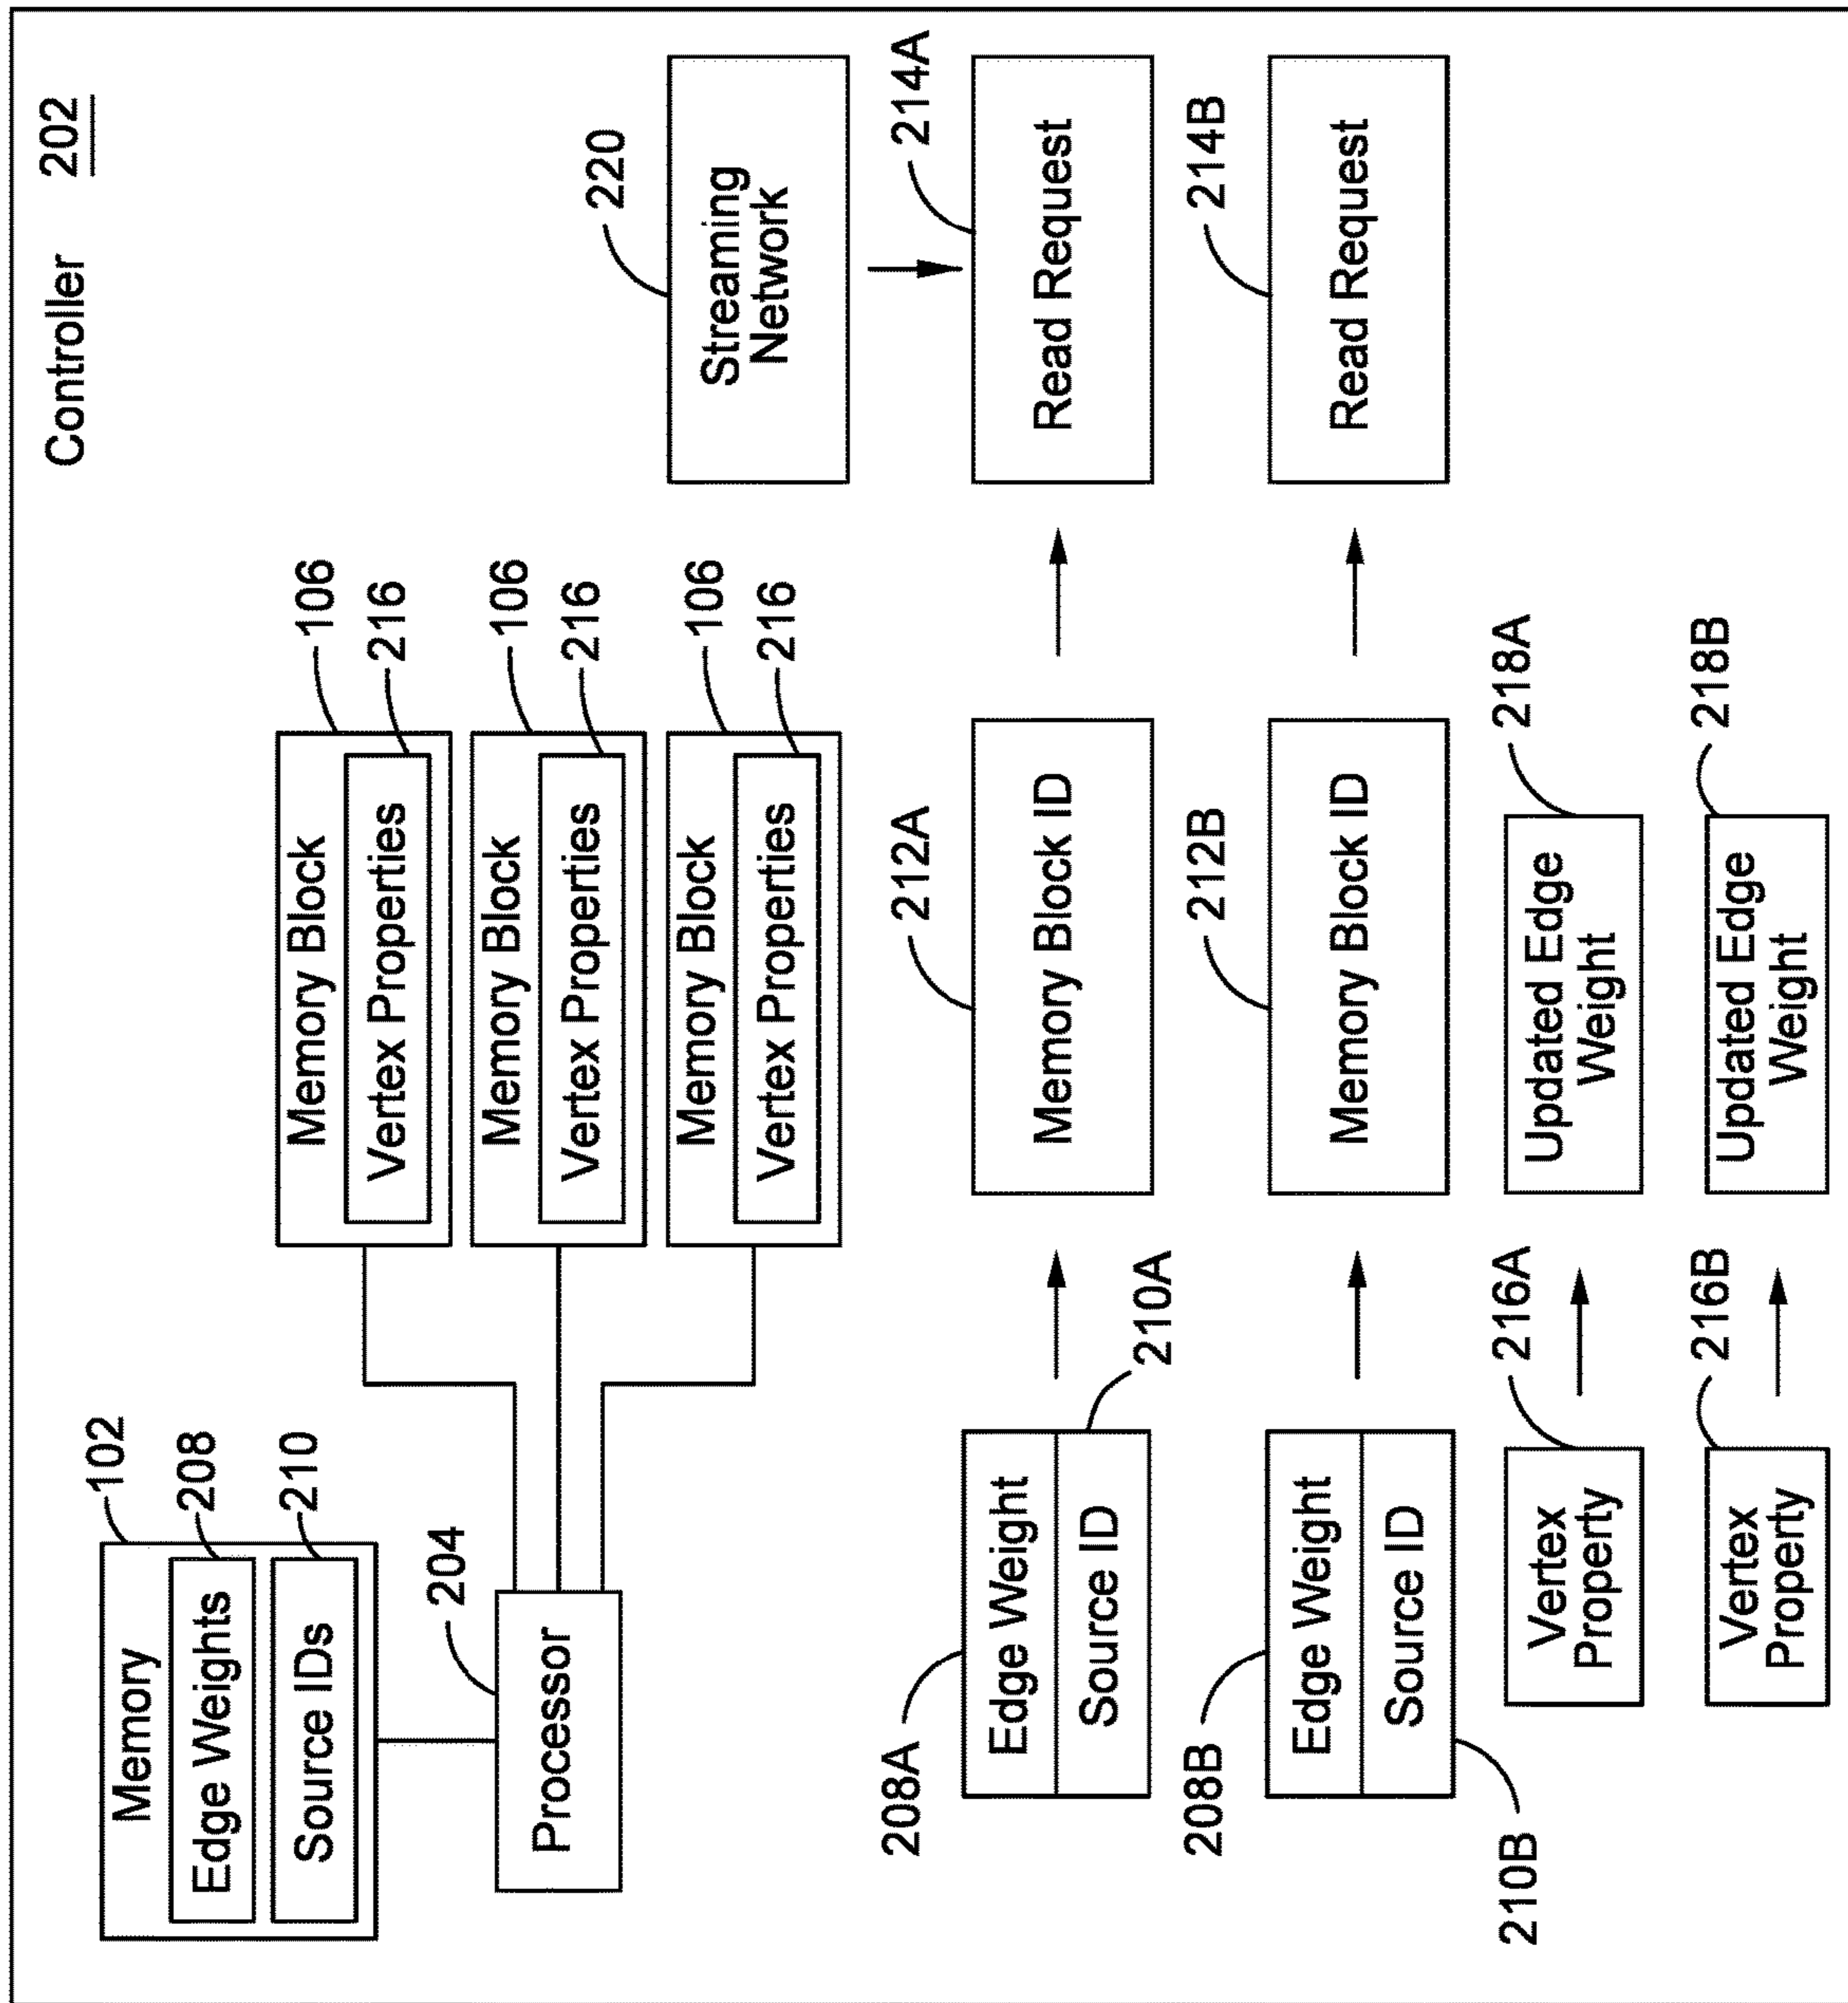 Controller 202
102
Memory
208
Edge Weights
210
Source IDs
204
Processor
106
Memory Block
216
Vertex Properties
106
Memory Block
216
Vertex Properties
106
Memory Block
216
Vertex Properties
220
Streaming
Network
208A
Edge Weight
Source ID
210A
212A
Memory Block ID
214A
Read Request
208B
Edge Weight
Source ID
210B
212B
Memory Block ID
214B
Read Request
216A
Vertex
Property
218A
Updated Edge
Weight
216B
Vertex
Property
218B
Updated Edge
Weight